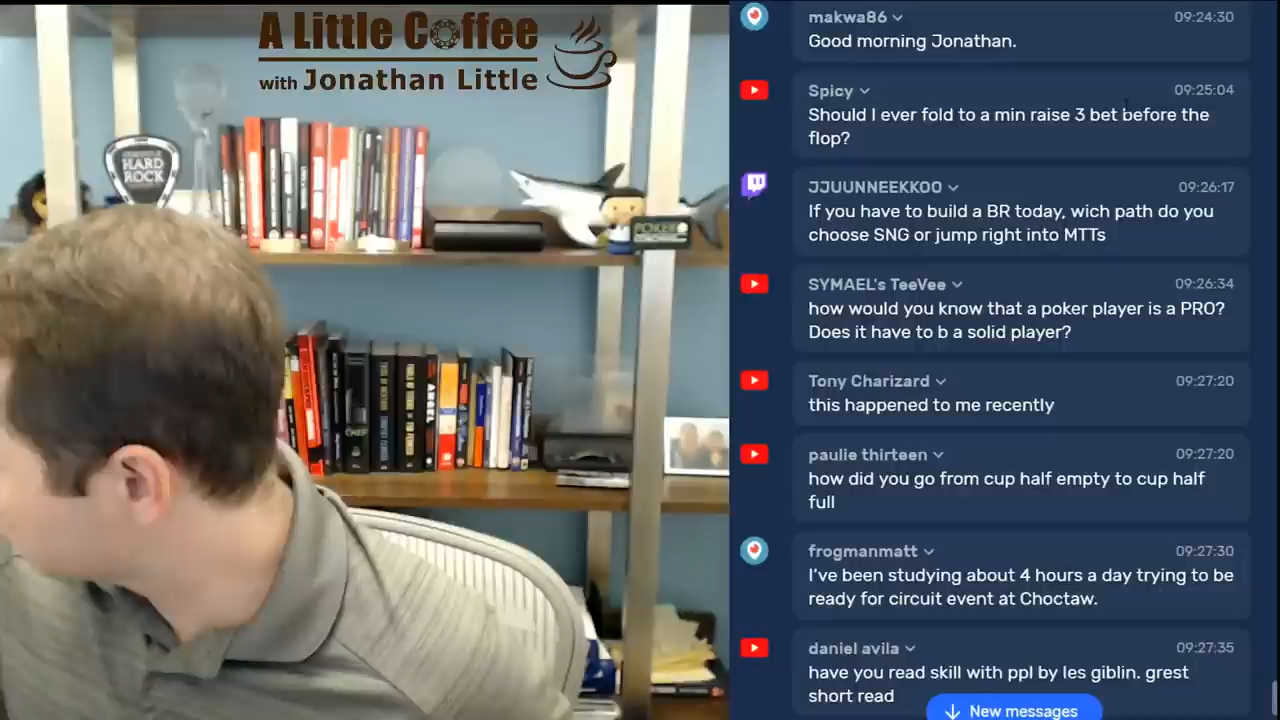 A Little Coffee
with Jonathan Little
HARD
ROCK
POKER
ANGEL
makwa86
09:24:30
Good morning Jonathan.
Spicy
09:25:04
Should I ever fold to a min raise 3 bet before the
flop?
JJUUNNEEKKOO
09:26:17
If you have to build a BR today, wich path do you
choose SNG or jump right into MTTs
SYMAEL's TeeVee
09:26:34
how would you know that a poker player is a PRO?
Does it have to b a solid player?
Tony Charizard
09:27:20
this happened to me recently
paulie thirteen
09:27:20
how did you go from cup half empty to cup half
full
frogmanmatt
09:27:30
I've been studying about 4 hours a day trying to be
ready for circuit event at Choctaw.
daniel avila
09:27:35
have you read skill with ppl by les giblin. grest
short read
New messages